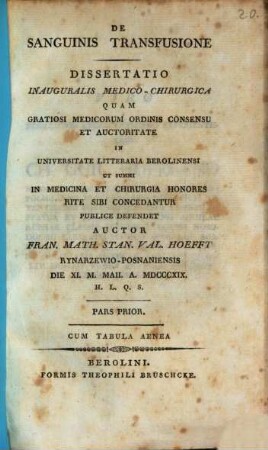 20.
DE
SANGUINIS TRANSFUSIONE
DISSERTATIO
INAUGURALIS MEDICO-CHIRURGICA
QUAM
GRATIOSI MEDICORUM ORDINIS CONSENSU
ET AUCTORITATE
IN
UNIVERSITATE LITTERARIA BEROLINENSI
UT SUMMI
IN MEDICINA ET CHIRURGIA HONORES
RITE SIBI CONCEDANTUR
PUBLICE DEFENDET
AUCTOR
FRAN. MATH. STAN. VAL. HOEFFT
RYNARZEWIO-POSNANIENSIS
DIE XI. M. MAII. A. MDCCCXIX.
H. L. Q. S.
PARS PRIOR.
CUM TABULA AENEA
BEROLINI.
FORMIS THEOPHILI BRUSCHCKE.